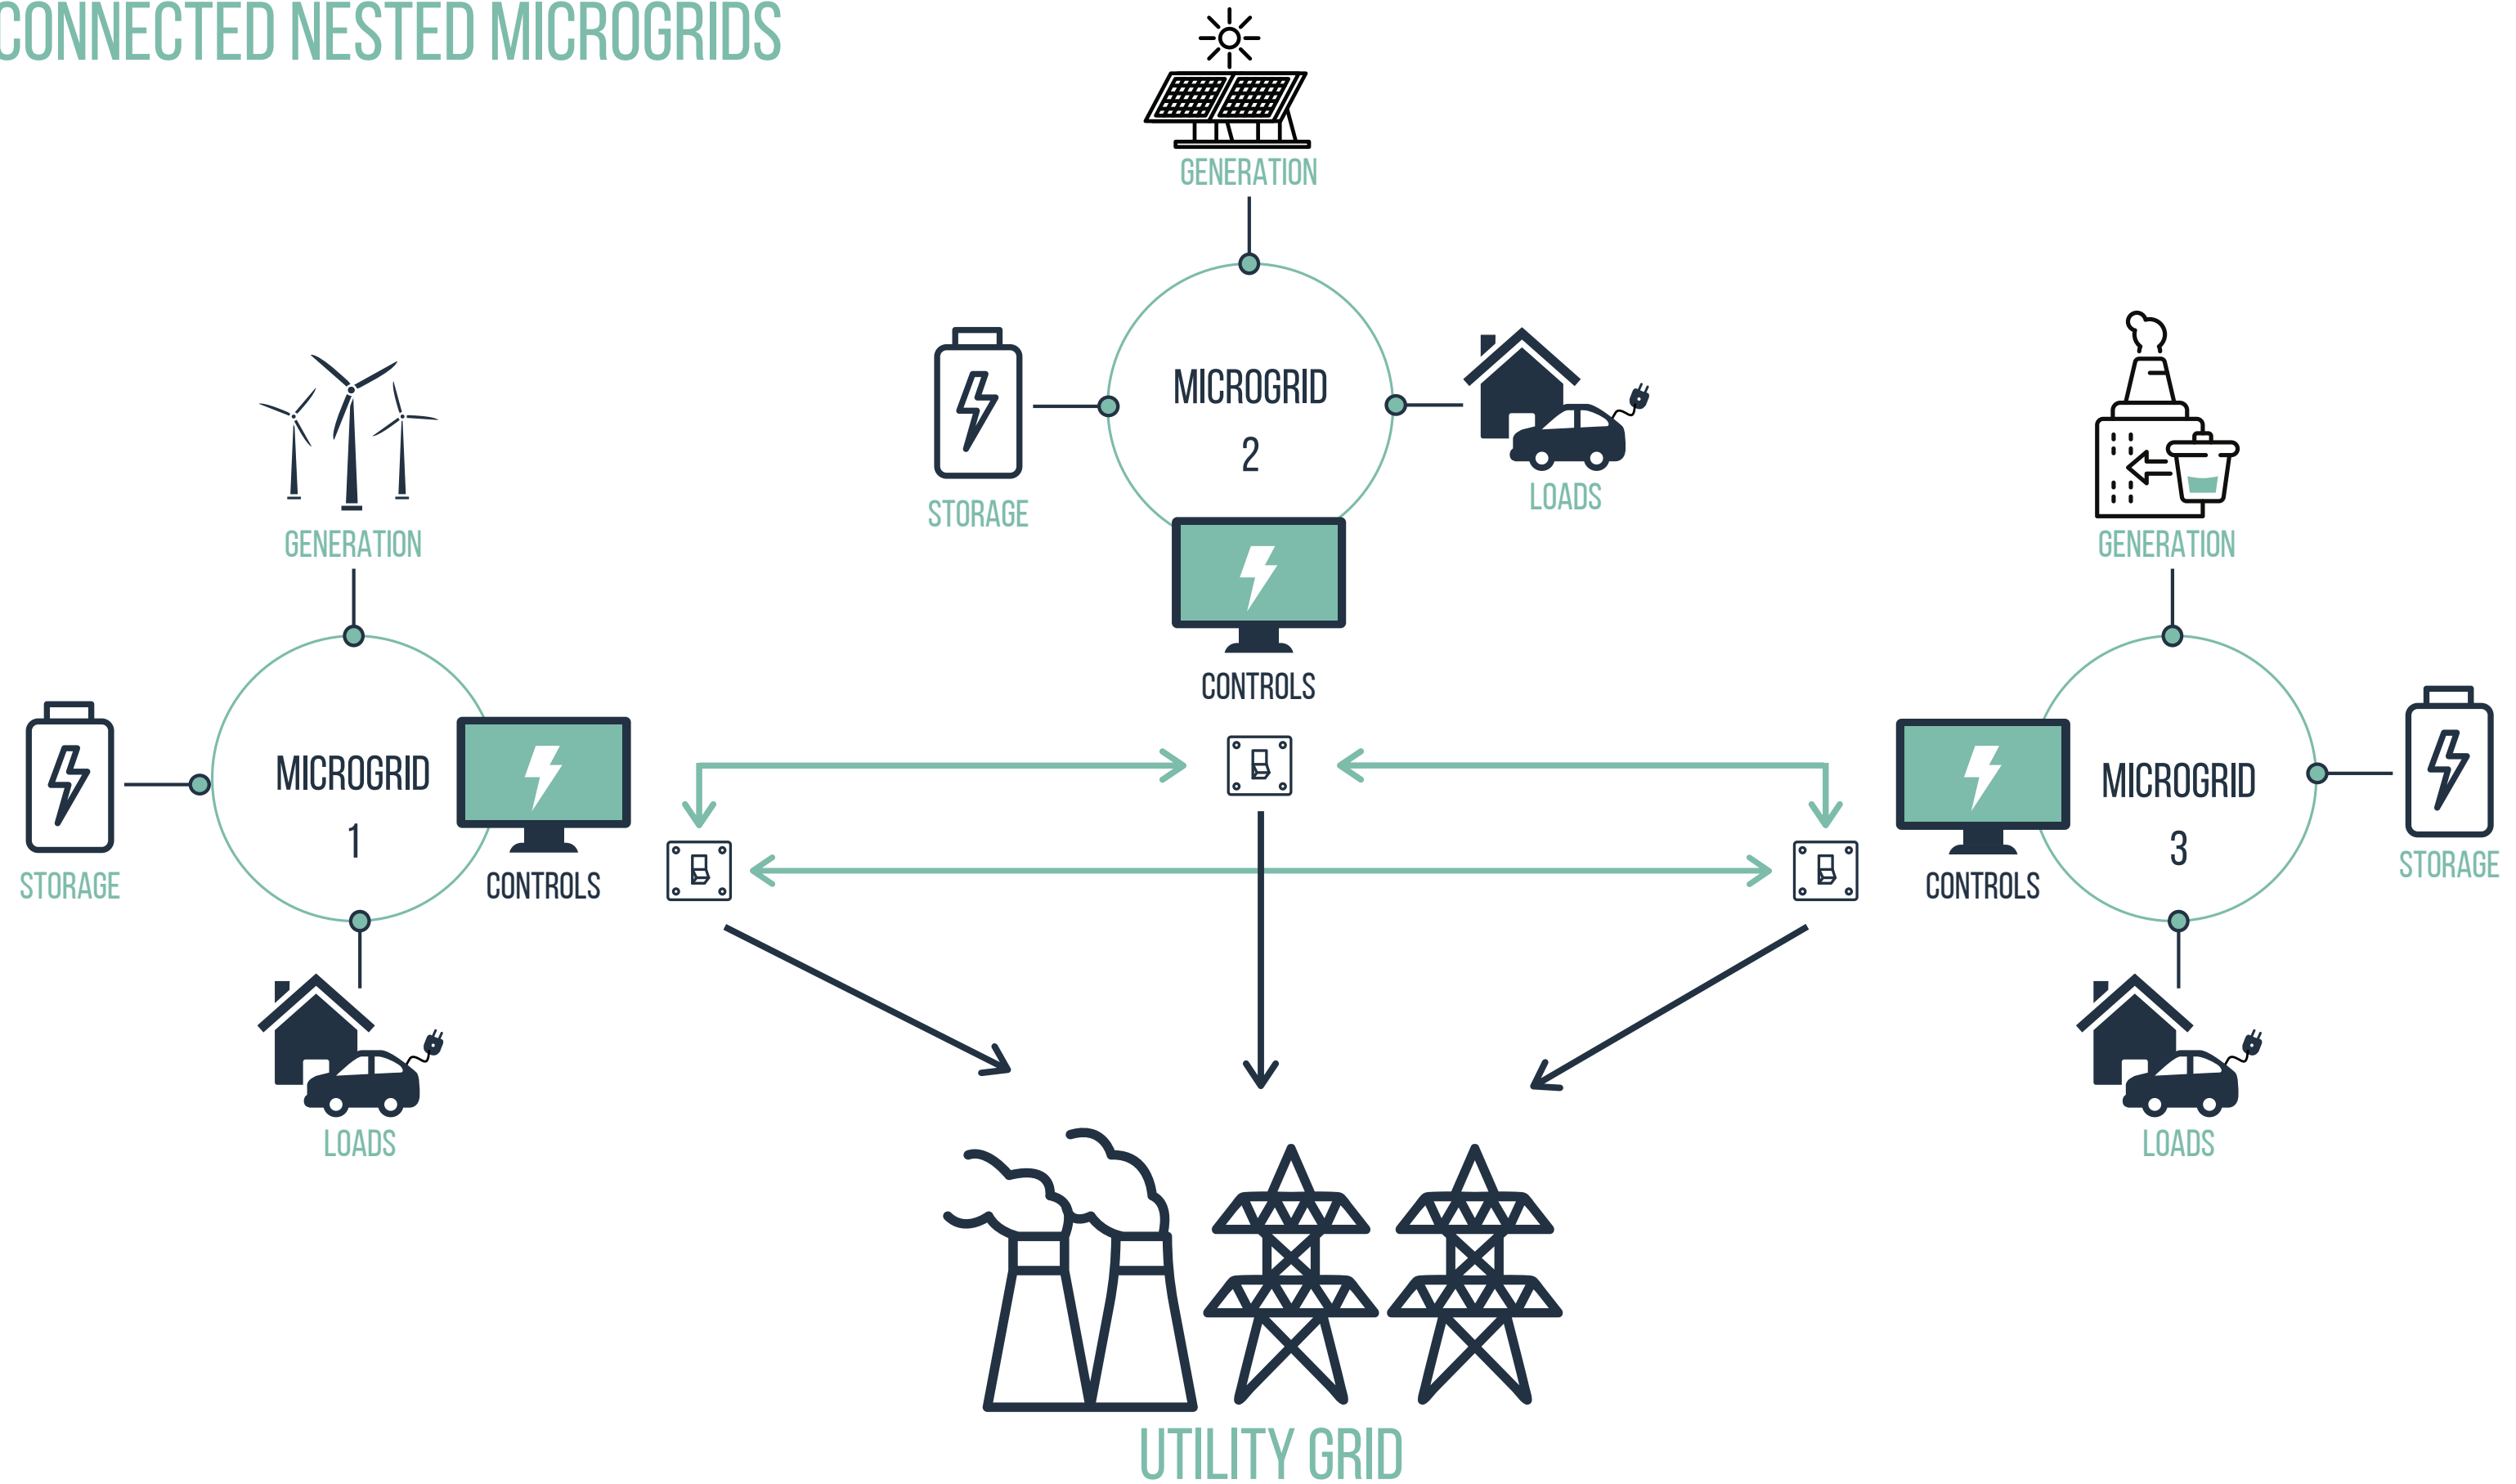 CONNECTED NESTED MICROGRIDS
GENERATION
MICROGRID
2
STORAGE
LOADS
CONTROLS
GENERATION
MICROGRID
1
STORAGE
CONTROLS
LOADS
GENERATION
MICROGRID
3
CONTROLS
STORAGE
LOADS
UTILITY GRID